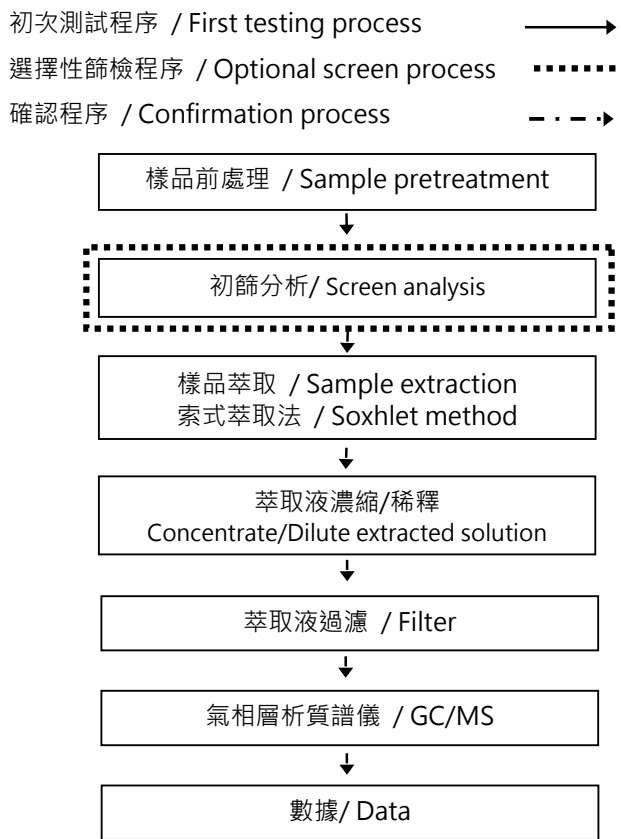 初次測試程序 / First testing process
選擇性篩檢程序 / Optional screen process
確認程序 / Confirmation process
樣品前處理 / Sample pretreatment
初篩分析/ Screen analysis
樣品萃取 / Sample extraction
索式萃取法 / Soxhlet method
萃取液濃縮/稀釋
Concentrate/Dilute extracted solution
萃取液過濾 / Filter
氣相層析質譜儀 / GC/MS
數據/ Data